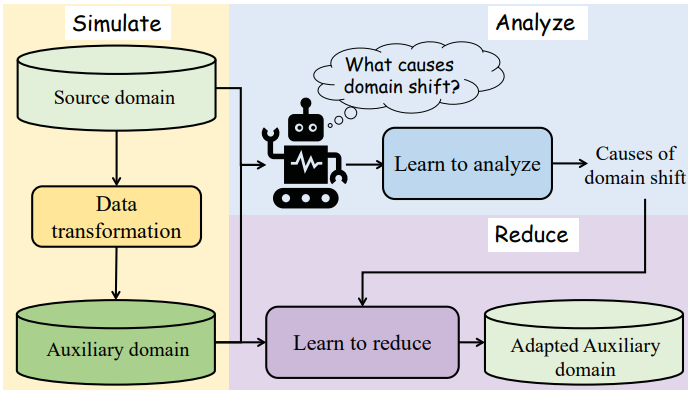 Simulate
Source domain
Data
transformation
Auxiliary domain
Analyze
What causes
domain shift?
Learn to analyze
Causes of
domain shift
Reduce
Learn to reduce
Adapted Auxiliary
domain